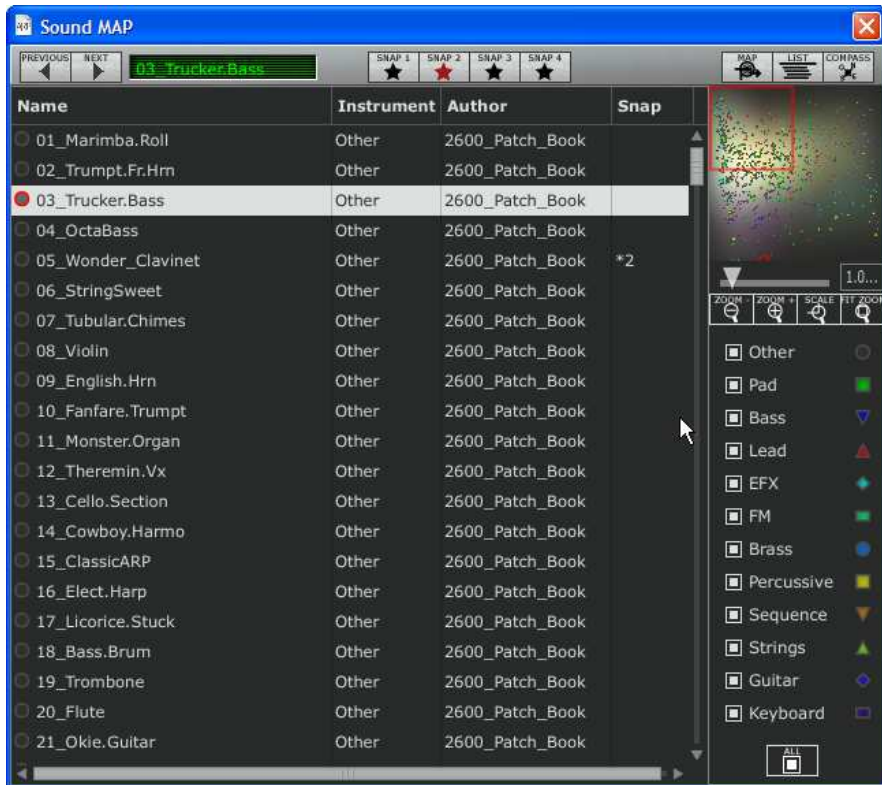 Sound MAP
PREVIOUS NEXT 03_Trucker.Bass SNAP 1 SNAP 2 SNAP 3 SNAP 4 MAP LIST COMPASS
Name Instrument Author Snap
01_Marimba.Roll Other 2600_Patch_Book
02_Trumpt.Fr.Hrn Other 2600_Patch_Book
03_Trucker.Bass Other 2600_Patch_Book
04_OctaBass Other 2600_Patch_Book
05_Wonder_Clavinet Other 2600_Patch_Book *2
06_StringSweet Other 2600_Patch_Book
07_Tubular.Chimes Other 2600_Patch_Book
08_Violin Other 2600_Patch_Book
09_English.Hrn Other 2600_Patch_Book
10_Fanfare.Trumpt Other 2600_Patch_Book
11_Monster.Organ Other 2600_Patch_Book
12_Theremin.Vx Other 2600_Patch_Book
13_Cello.Section Other 2600_Patch_Book
14_Cowboy.Harmo Other 2600_Patch_Book
15_ClassicARP Other 2600_Patch_Book
16_Elect.Harp Other 2600_Patch_Book
17_Licorice.Stuck Other 2600_Patch_Book
18_Bass.Brum Other 2600_Patch_Book
19_Trombone Other 2600_Patch_Book
20_Flute Other 2600_Patch_Book
21_Okie.Guitar Other 2600_Patch_Book
1.0...
ZOOM - ZOOM + SCALE FIT ZOOM
Other
Pad
Bass
Lead
EFX
FM
Brass
Percussive
Sequence
Strings
Guitar
Keyboard
ALL